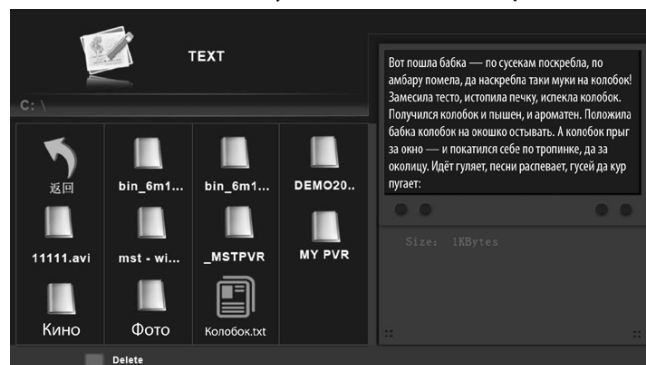 TEXT
C: \
返回
bin_6m1...
bin_6m1...
DEMO20..
11111.avi
mst - wi...
_MSTPVR
MY PVR
Кино
Фото
Колобок.txt
Delete
Вот пошла бабка — по сусекам поскребла, по
амбару помела, да наскребла таки муки на колобок!
Замесила тесто, истопила печку, испекла колобок.
Получился колобок и пышен, и ароматен. Положила
бабка колобок на окошко остывать. А колобок прыг
за окно — и покатился себе по тропинке, да за
околицу. Идёт гуляет, песни распевает, гусей да кур
пугает:
Size: 1KBytes